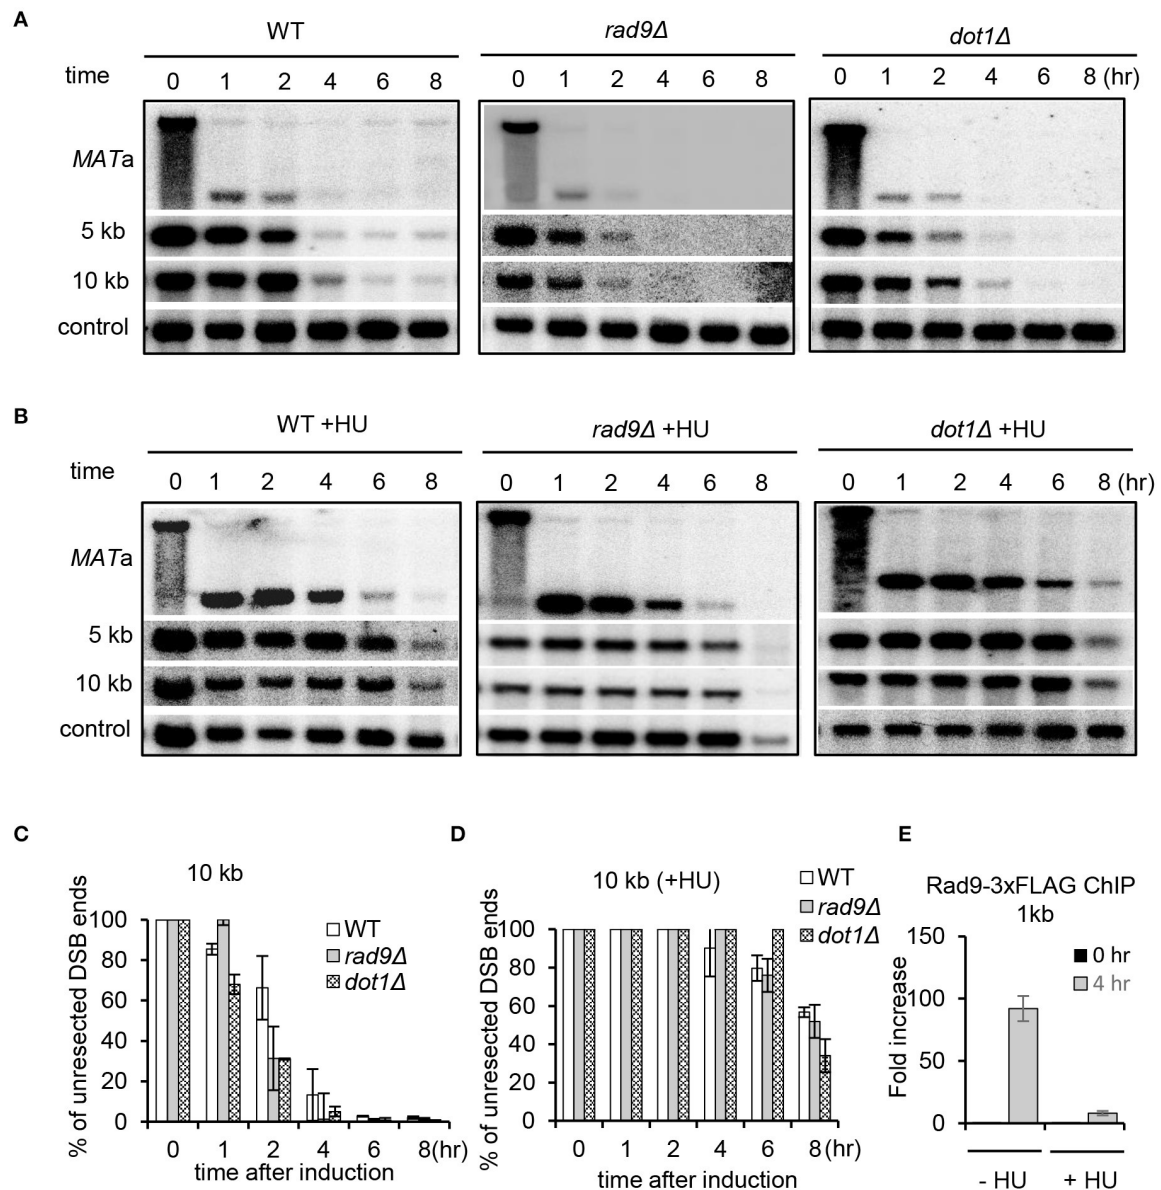 A
WT
rad9Δ
dot1Δ
time
0 1 2 4 6 8
0 1 2 4 6 8
0 1 2 4 6 8 (hr)
MATa
5 kb
10 kb
control
B
WT +HU
rad9Δ +HU
dot1Δ +HU
time
0 1 2 4 6 8
0 1 2 4 6 8
0 1 2 4 6 8 (hr)
MATa
5 kb
10 kb
control
C
10 kb
% of unresected DSB ends
100
80
60
40
20
0
WT
rad9Δ
dot1Δ
0 1 2 4 6 8(hr)
time after induction
D
10 kb (+HU)
% of unresected DSB ends
100
80
60
40
20
0
WT
rad9Δ
dot1Δ
0 1 2 4 6 8(hr)
time after induction
E
Rad9-3xFLAG ChIP
1kb
Fold increase
150
100
50
0
0 hr
4 hr
- HU + HU